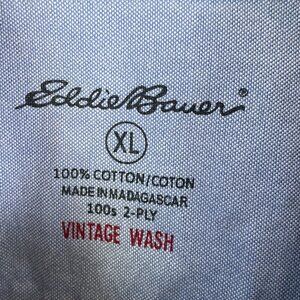 Eddie Bauer®
XL
100% COTTON/COTON
MADE IN MADAGASCAR
100s 2-PLY
VINTAGE WASH